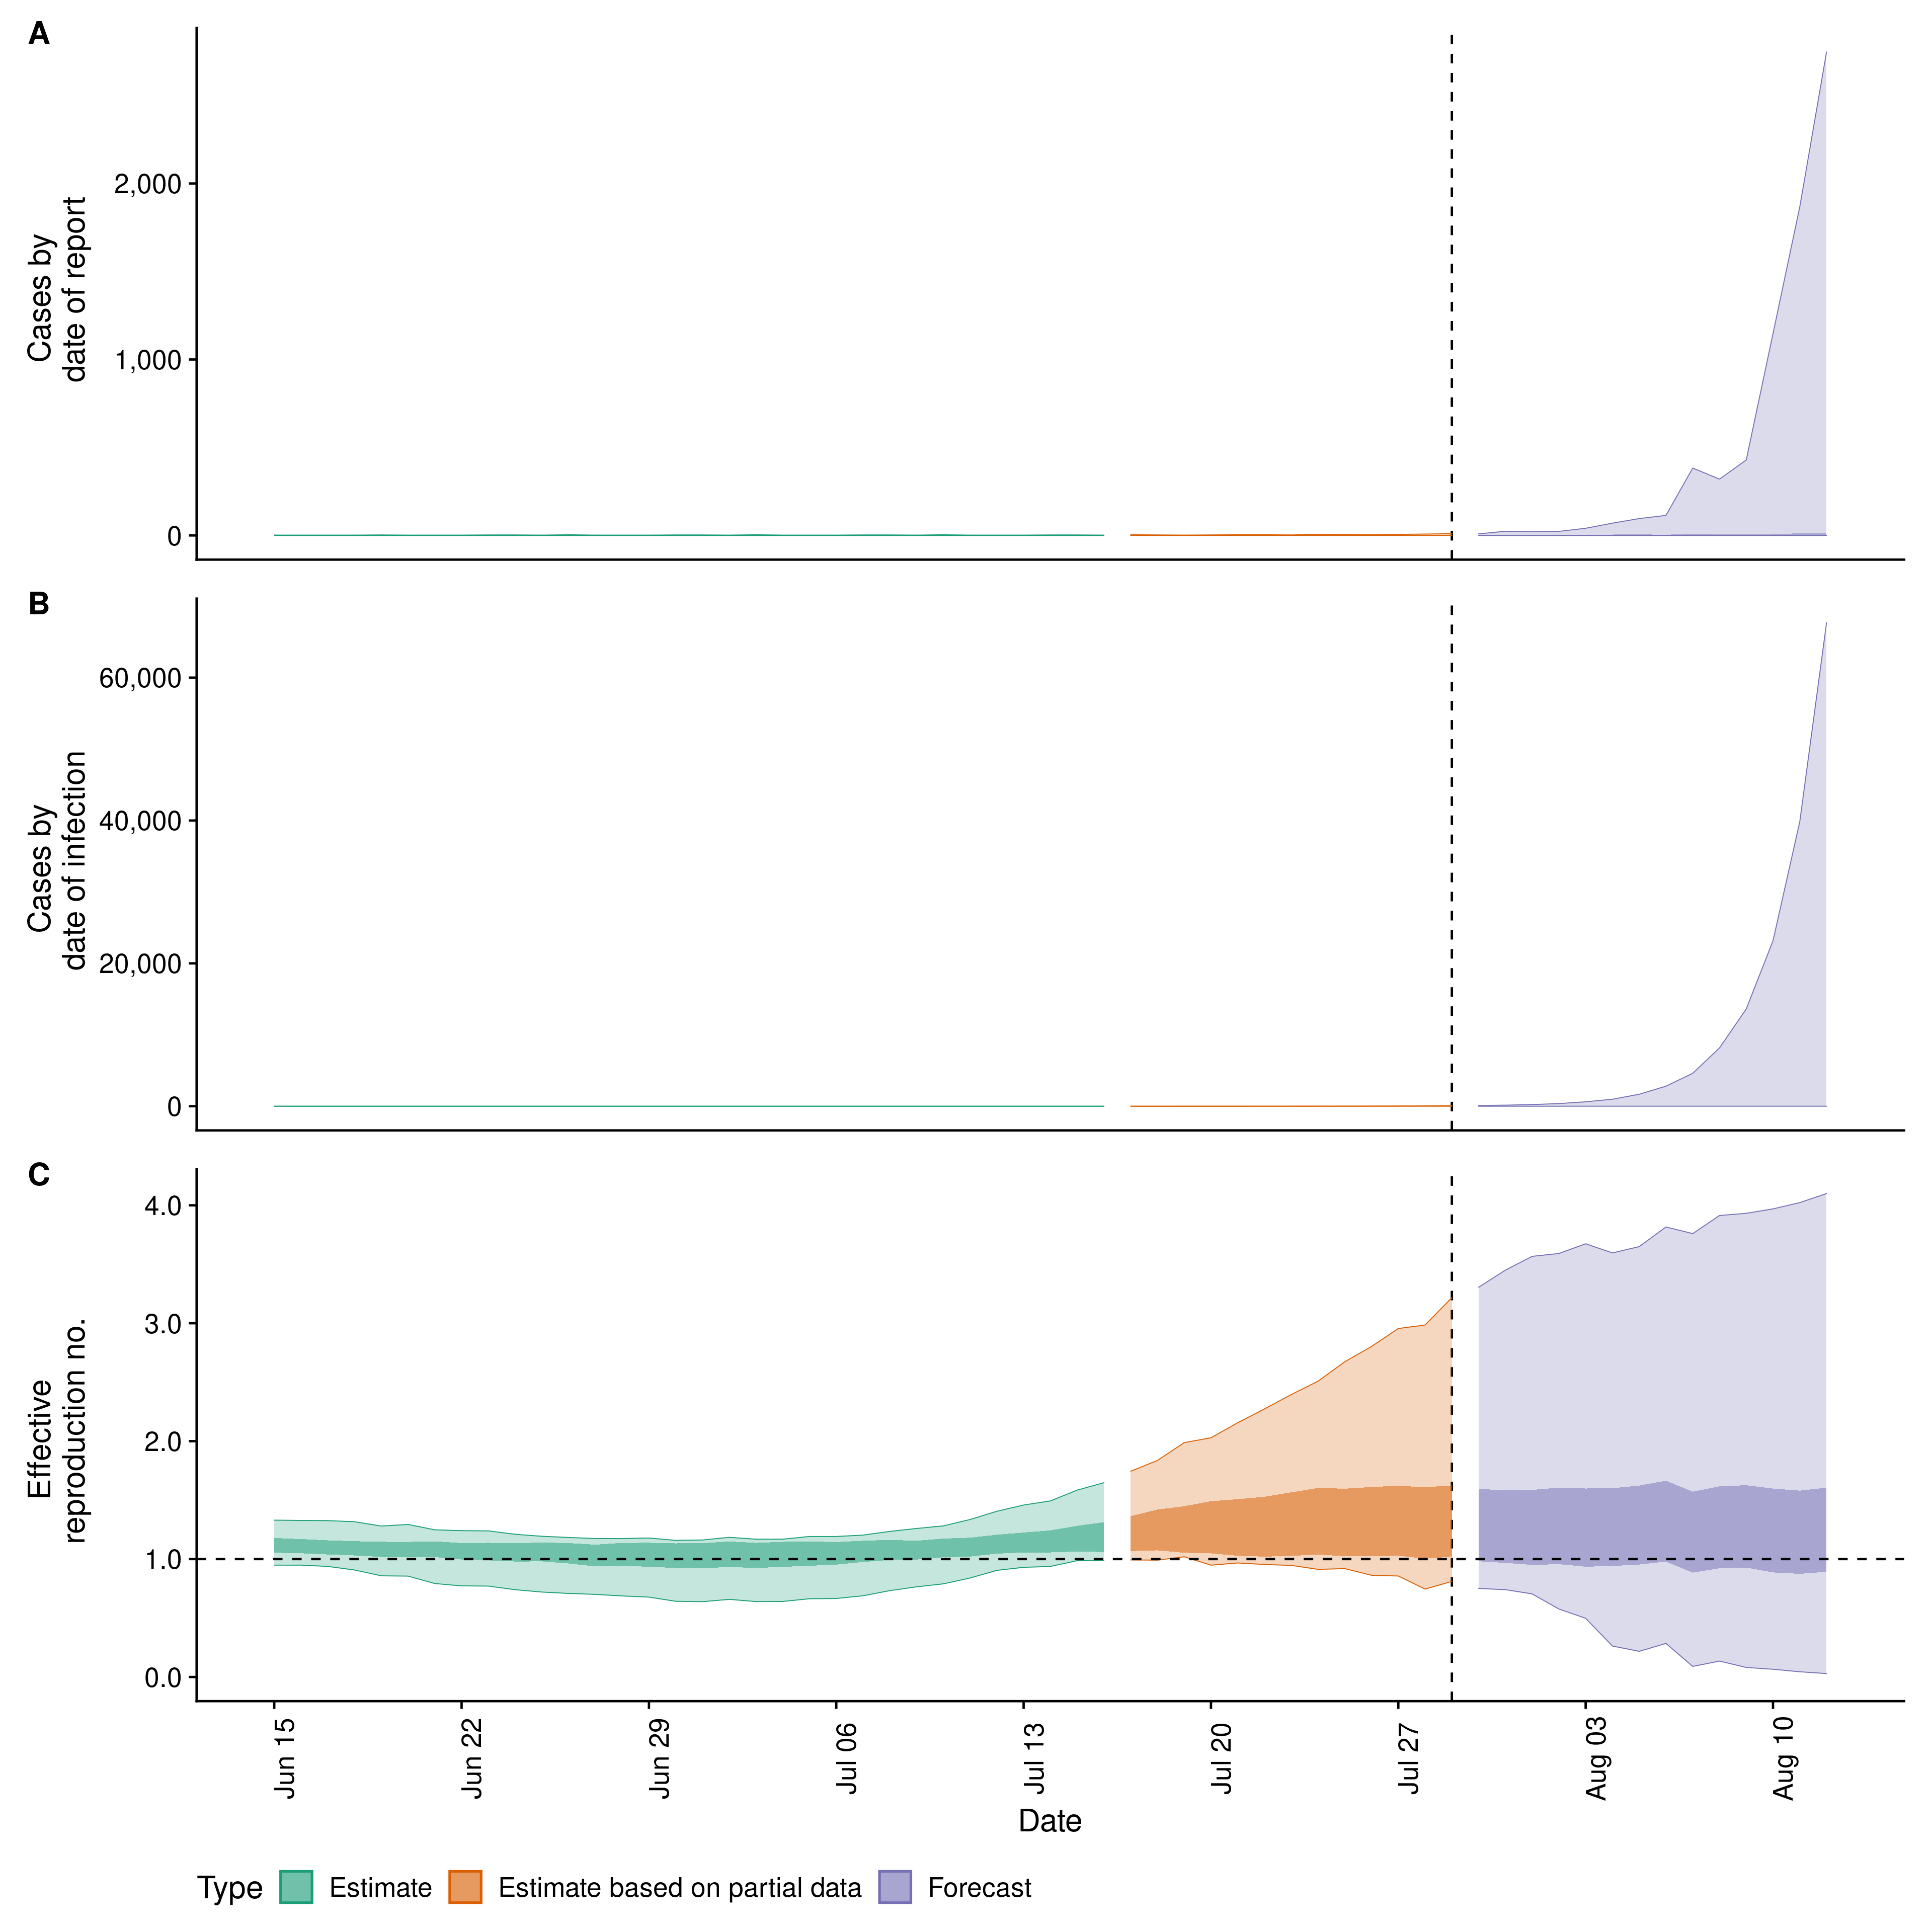 A
Cases by
date of report
2,000
1,000
0
B
Cases by
date of infection
60,000
40,000
20,000
0
C
Effective
reproduction no.
4.0
3.0
2.0
1.0
0.0
Jun 15
Jun 22
Jun 29
Jul 06
Jul 13
Jul 20
Jul 27
Aug 03
Aug 10
Date
Type Estimate Estimate based on partial data Forecast